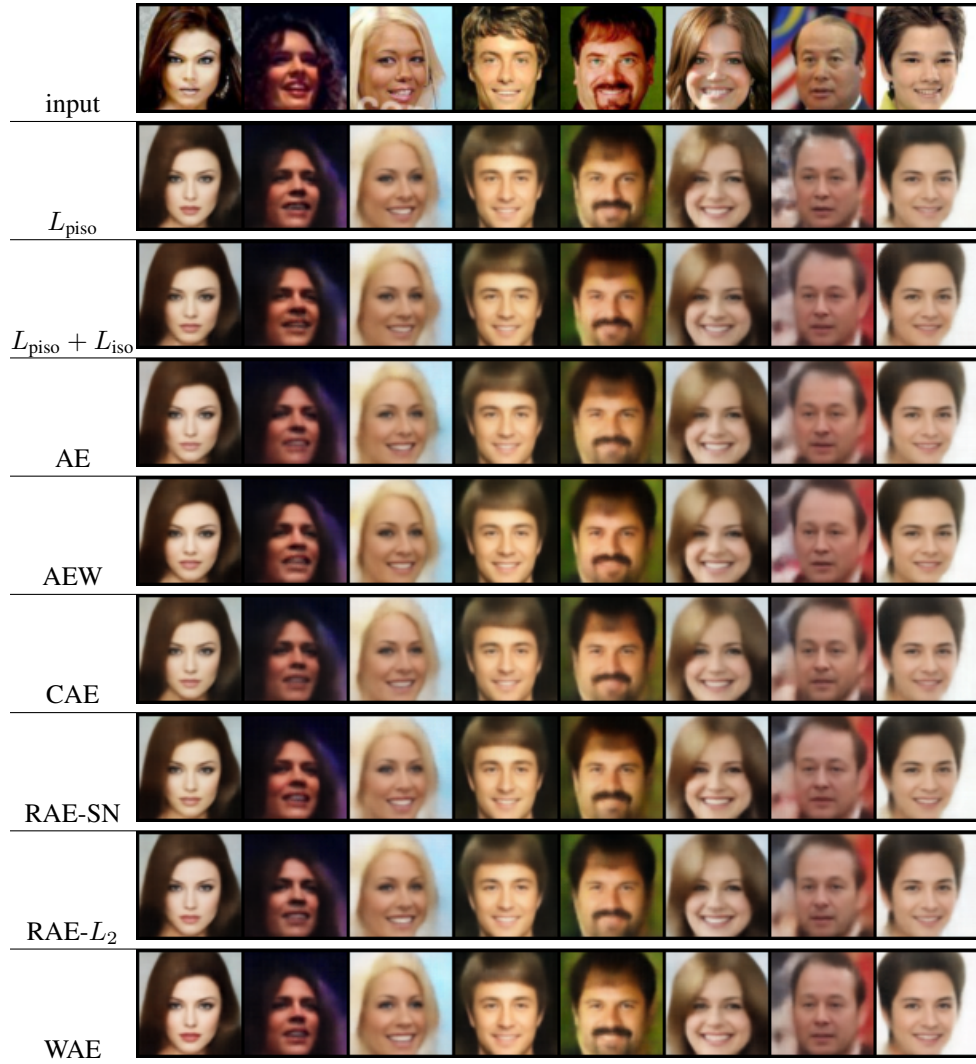 input
L_piso
L_piso + L_iso
AE
AEW
CAE
RAE-SN
RAE-L_2
WAE